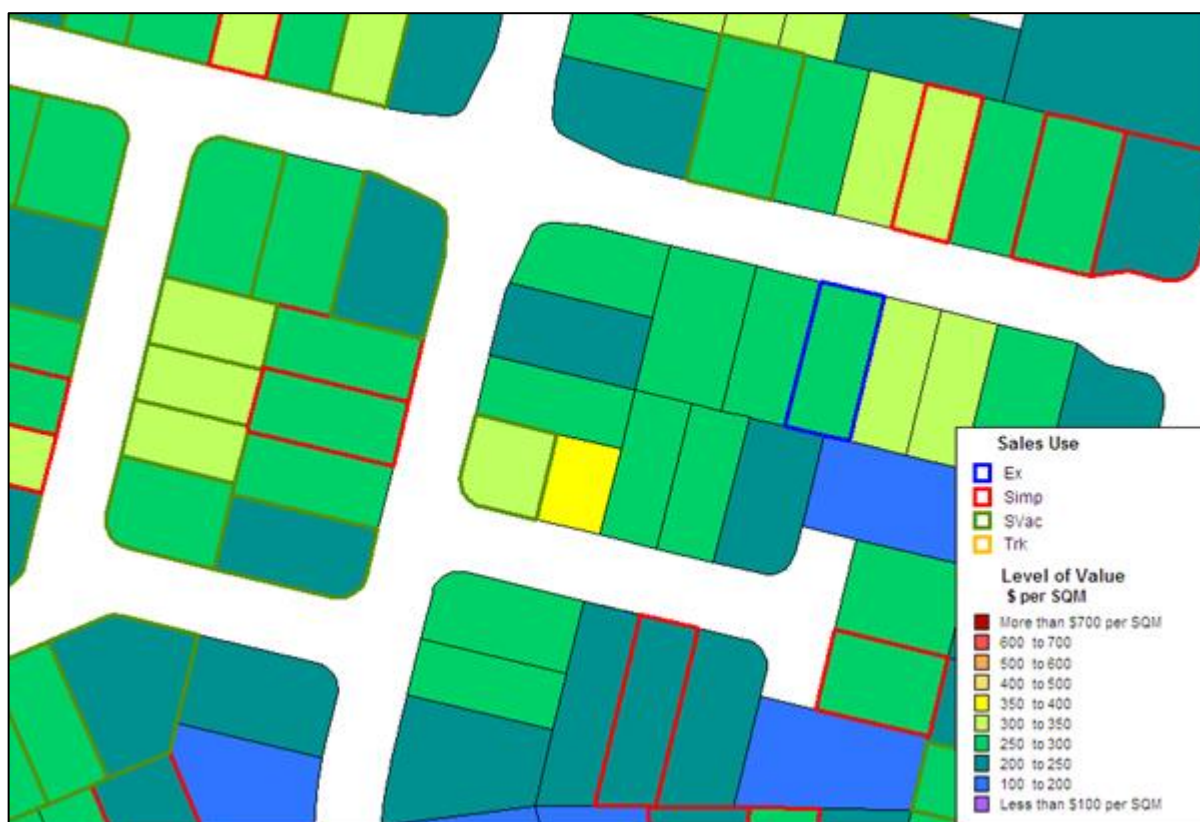 Sales Use
Ex
Simp
SVac
Trk
Level of Value
$ per SQM
More than $700 per SQM
600 to 700
500 to 600
400 to 500
350 to 400
300 to 350
250 to 300
200 to 250
100 to 200
Less than $100 per SQM